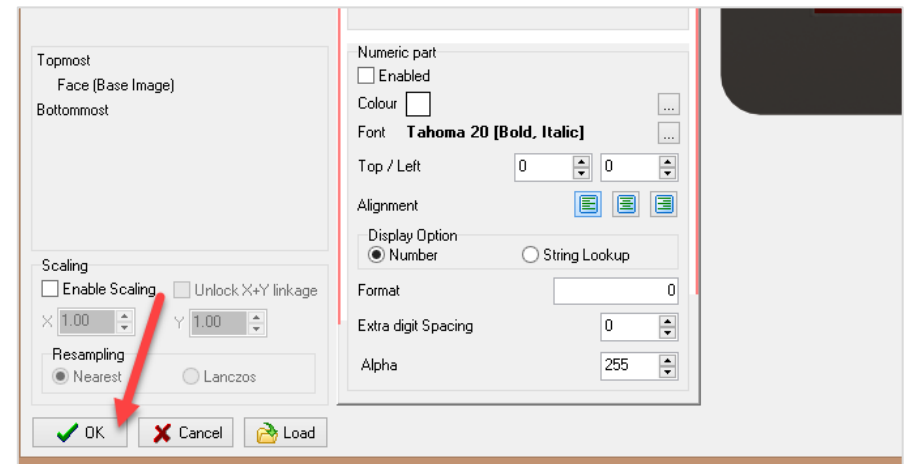 Topmost
Face (Base Image)
Bottommost
Scaling
Enable Scaling
Unlock X+Y linkage
X 1.00
Y 1.00
Resampling
Nearest
Lanczos
OK
Cancel
Load
Numeric part
Enabled
Colour
...
Font Tahoma 20 [Bold, Italic]
...
Top / Left 0 0
Alignment
Display Option
Number
String Lookup
Format 0
Extra digit Spacing 0
Alpha 255